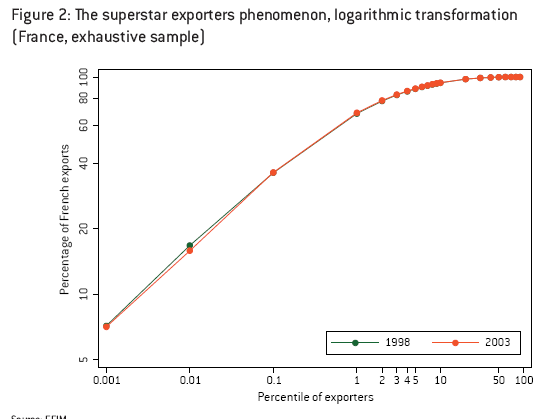 Figure 2: The superstar exporters phenomenon, logarithmic transformation
(France, exhaustive sample)
Percentage of French exports
100
80
60
40
20
10
5
1998
2003
0.001 0.01 0.1 1 2 3 4 5 10 50 100
Percentile of exporters